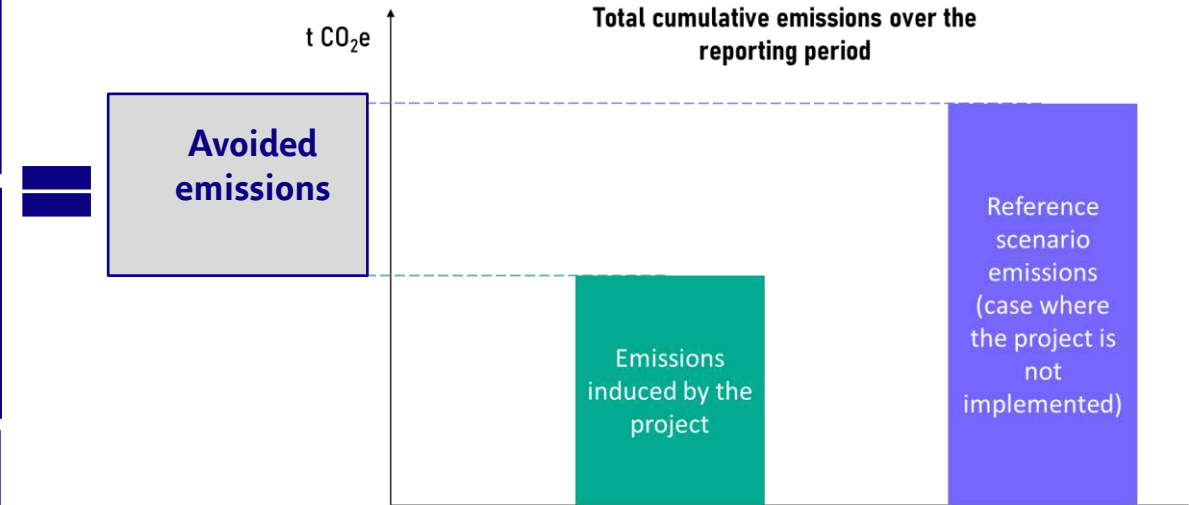 Total cumulative emissions over the
reporting period
t CO₂e
Avoided
emissions
Emissions
induced by the
project
Reference
scenario
emissions
(case where
the project is
not
implemented)